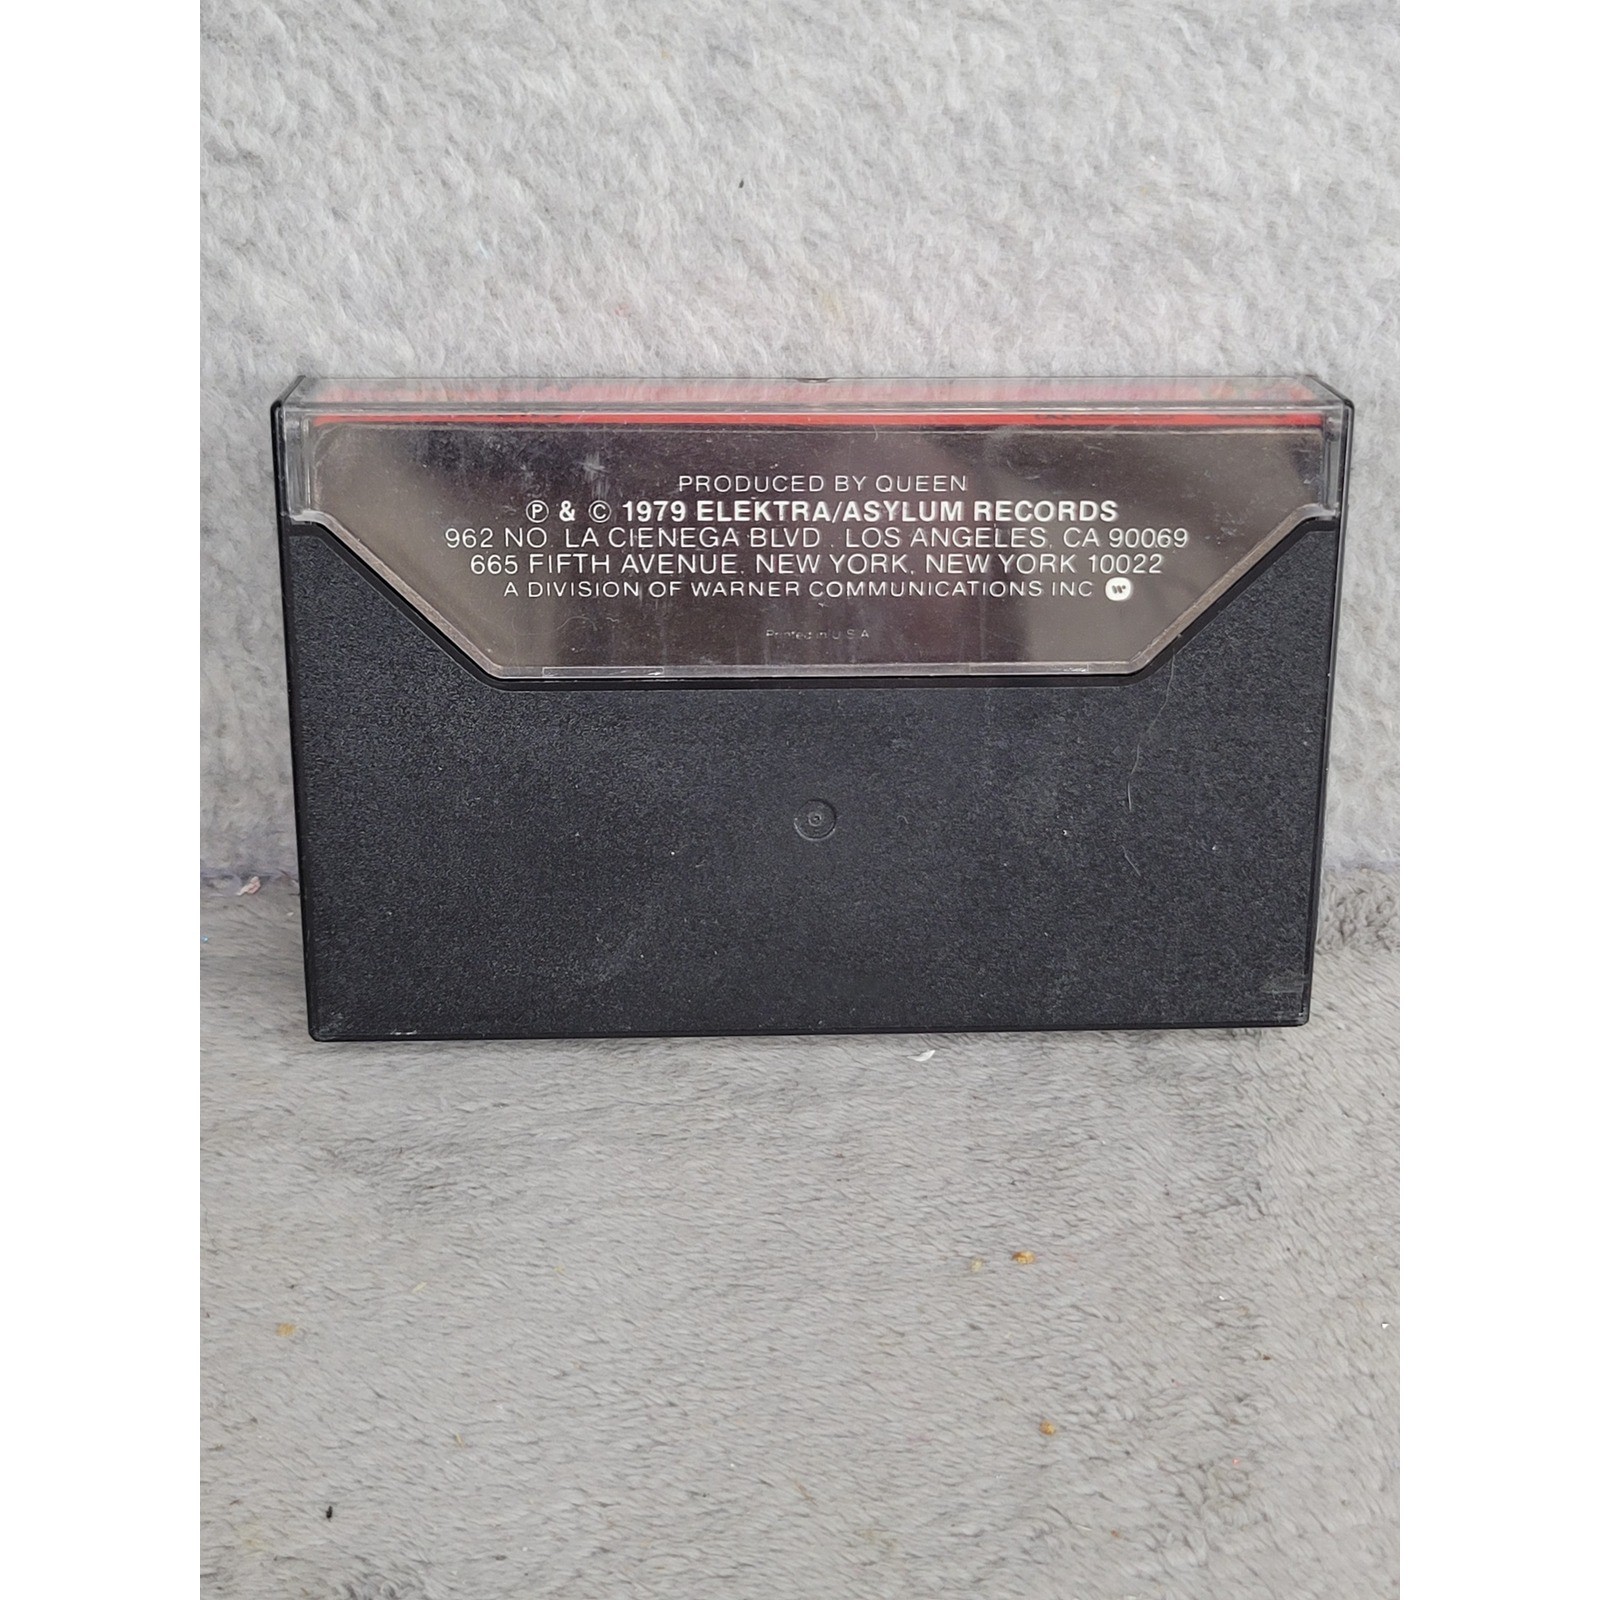 PRODUCED BY QUEEN
℗ & © 1979 ELEKTRA/ASYLUM RECORDS
962 NO. LA CIENEGA BLVD., LOS ANGELES, CA 90069
665 FIFTH AVENUE, NEW YORK, NEW YORK 10022
A DIVISION OF WARNER COMMUNICATIONS INC
Printed in U.S.A